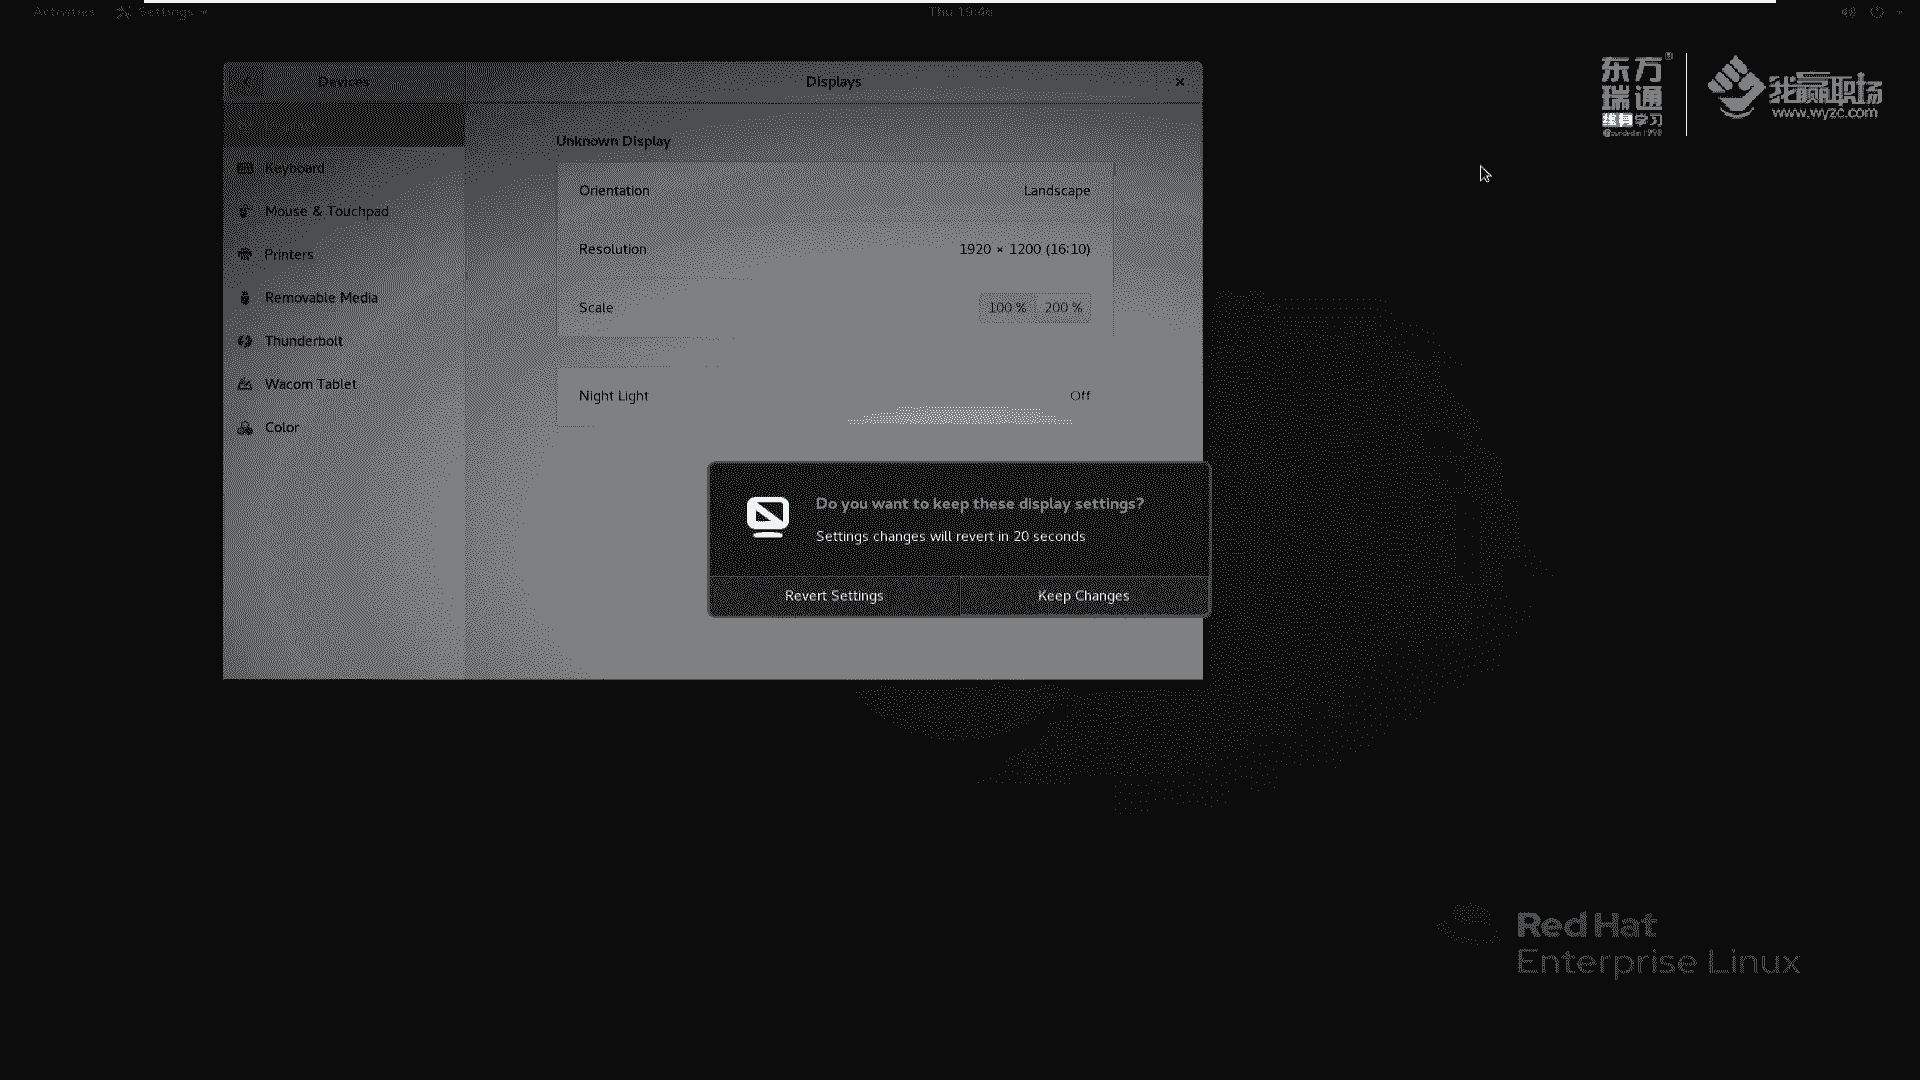 Activities
Settings
Thu 19:46
Devices
Displays
东方
瑞通
终身学习
我赢职场
www.wyzc.com
Unknown Display
Keyboard
Orientation
Landscape
Mouse & Touchpad
Resolution
1920 × 1200 (16:10)
Printers
Removable Media
Scale
100 %
200 %
Thunderbolt
Wacom Tablet
Night Light
Off
Color
Do you want to keep these display settings?
Settings changes will revert in 20 seconds
Revert Settings
Keep Changes
Red Hat
Enterprise Linux